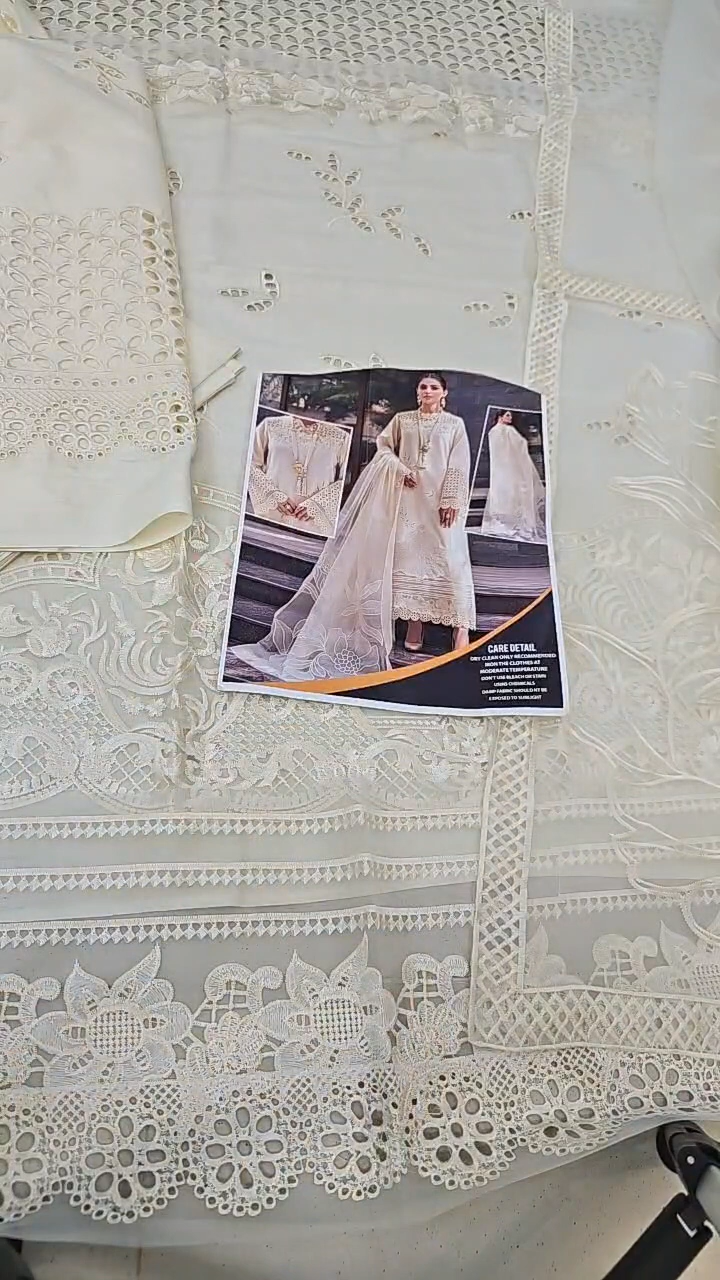 CARE DETAIL
DRY CLEAN ONLY RECOMMENDED
IRON THE CLOTHES AT
MODERATE TEMPERATURE
DON'T USE BLEACH OR STAIN
USING CHEMICALS
DAMP FABRIC SHOULD NT BE
EXPOSED TO SUNLIGHT